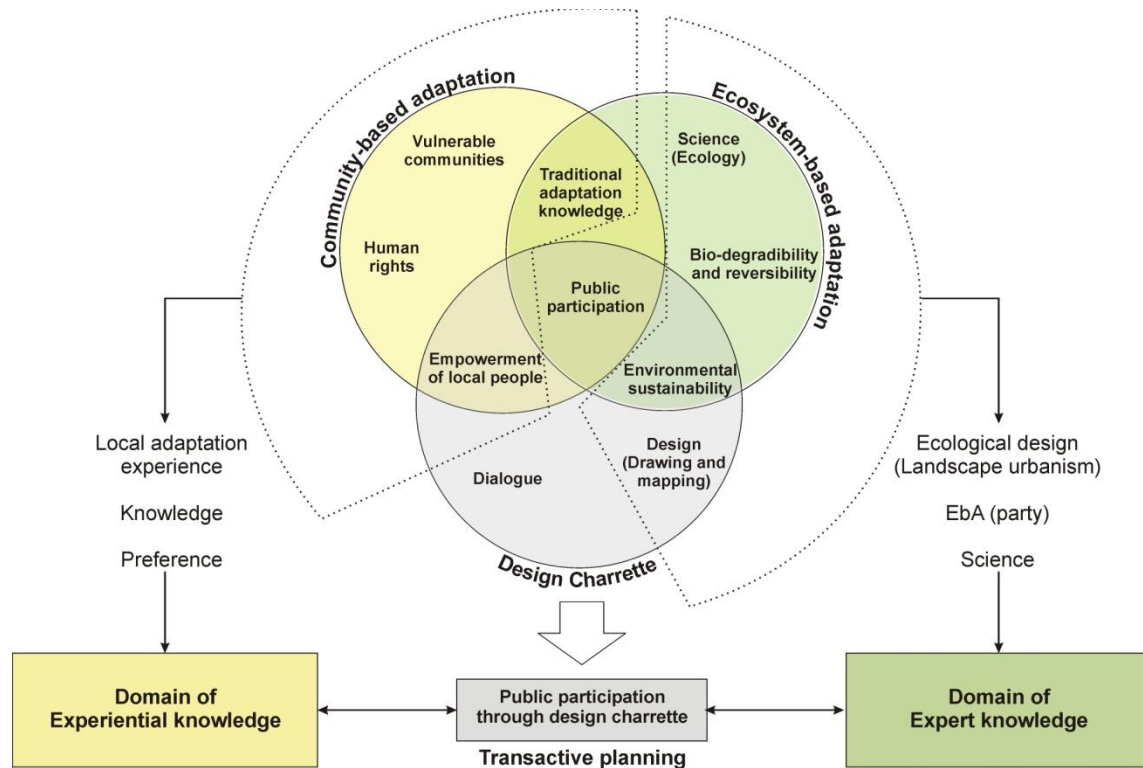 Community-based adaptation
Ecosystem-based adaptation
Vulnerable
communities
Science
(Ecology)
Traditional
adaptation
knowledge
Human
rights
Bio-degradibility
and reversibility
Public
participation
Empowerment
of local people
Environmental
sustainability
Dialogue
Design
(Drawing and
mapping)
Design Charrette
Local adaptation
experience
Knowledge
Preference
Ecological design
(Landscape urbanism)
EbA (party)
Science
Domain of
Experiential knowledge
Public participation
through design charrette
Transactive planning
Domain of
Expert knowledge